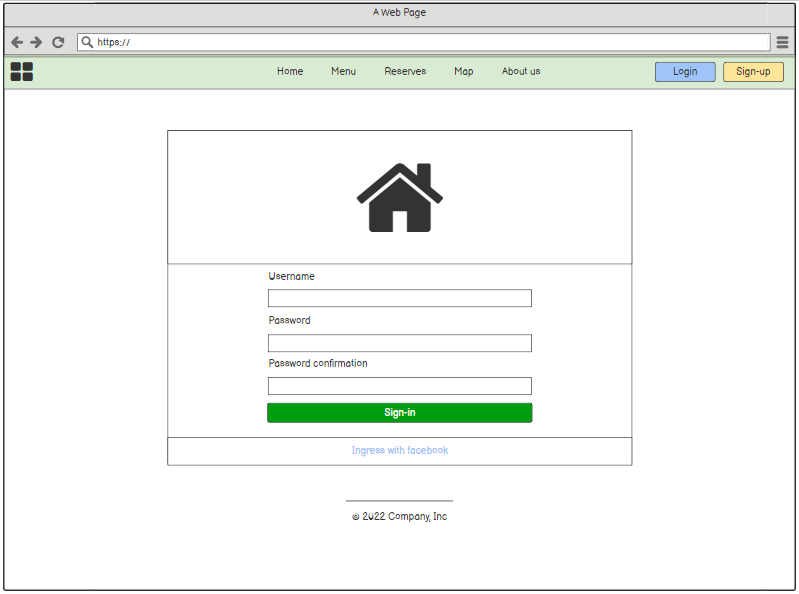 A Web Page
https://
Home Menu Reserves Map About us Login Sign-up
Username
Password
Password confirmation
Sign-in
Ingress with facebook
© 2022 Company, Inc